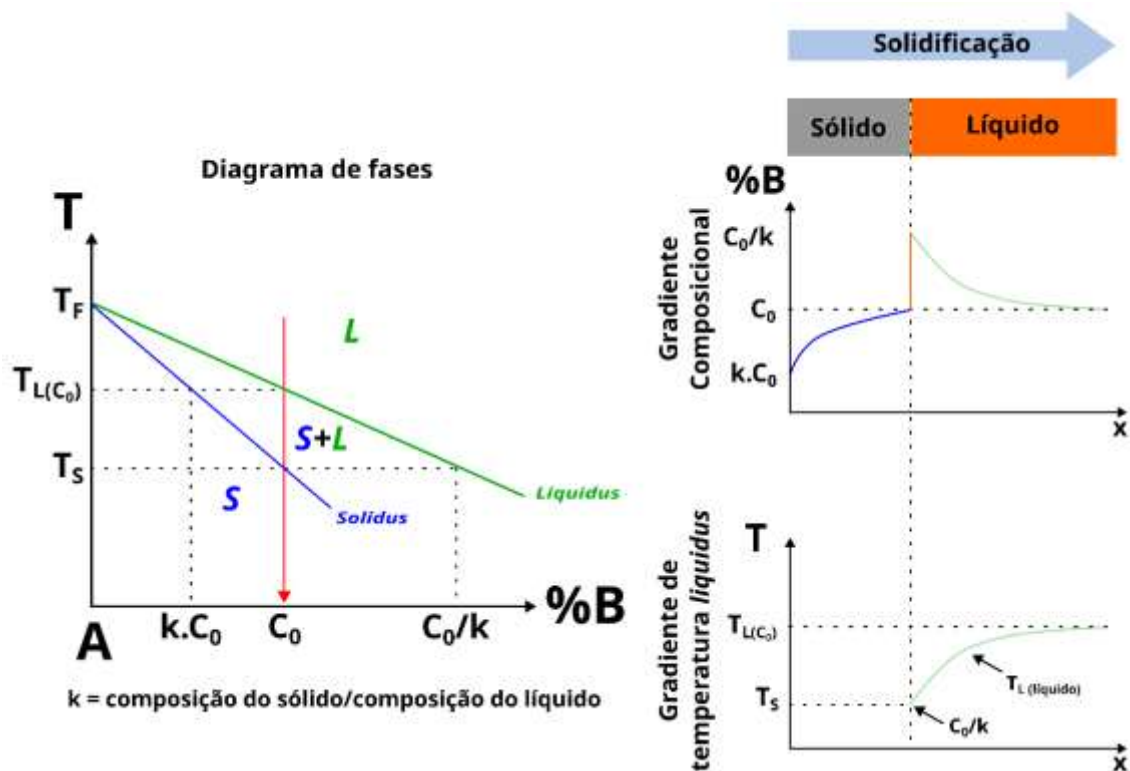 Diagrama de fases
T
T_F
T_L(C₀)
T_S
L
S+L
S
Solidus
Liquidus
%B
A
k.C₀
C₀
C₀/k
k = composição do sólido/composição do líquido
Solidificação
Sólido
Líquido
%B
Gradiente
Composicional
C₀/k
C₀
k.C₀
x
Gradiente de
temperatura liquidus
T
T_L(C₀)
T_S
T_L (líquido)
C₀/k
x